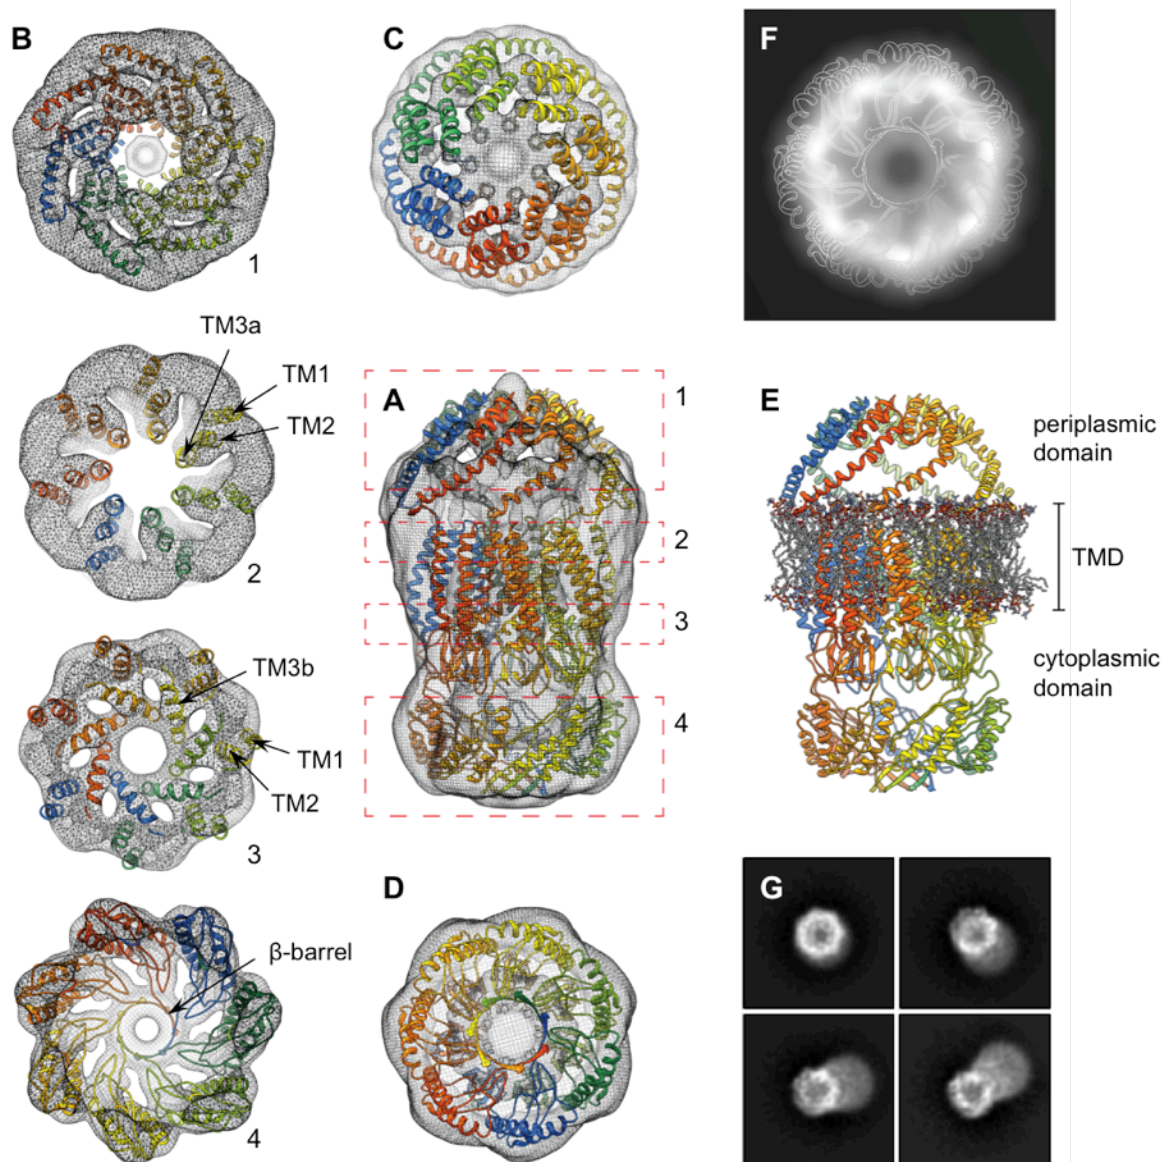 B
C
F
1
TM3a
TM1
TM2
2
A
1
2
3
4
E
periplasmic
domain
TMD
cytoplasmic
domain
TM3b
TM1
TM2
3
D
G
β-barrel
4